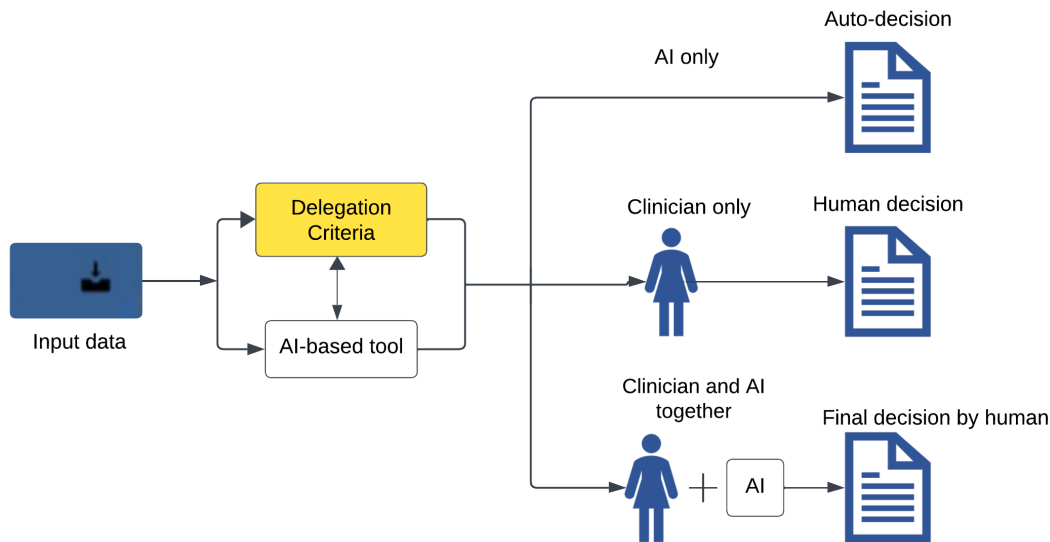 Auto-decision
AI only
Delegation
Criteria
Clinician only
Human decision
Input data
AI-based tool
Clinician and AI
together
Final decision by human
AI